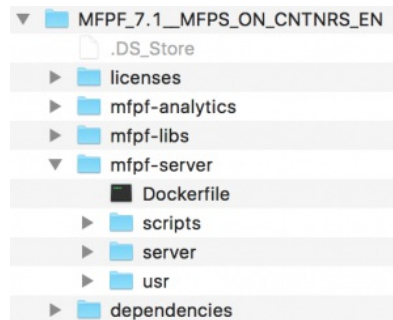 MFPF_7.1__MFPS_ON_CNTNRS_EN
.DS_Store
licenses
mfpf-analytics
mfpf-libs
mfpf-server
Dockerfile
scripts
server
usr
dependencies